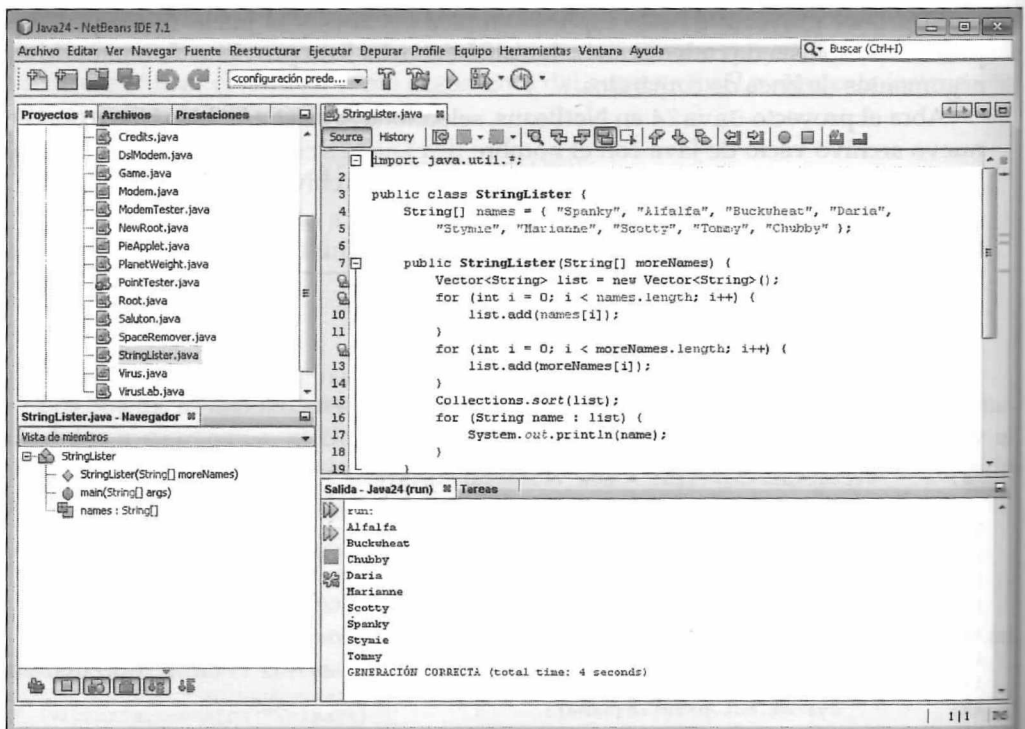 Java24 - NetBeans IDE 7.1
Archivo Editar Ver Navegar Fuente Reestructurar Ejecutar Depurar Profile Equipo Herramientas Ventana Ayuda
Buscar (Ctrl+I)
<configuración prede...
Proyectos Archivos Prestaciones
Credits.java
DslModem.java
Game.java
Modem.java
ModemTester.java
NewRoot.java
PieApplet.java
PlanetWeight.java
PointTester.java
Root.java
Saluton.java
SpaceRemover.java
StringLister.java
Virus.java
VirusLab.java
StringLister.java - Navegador
Vista de miembros
StringLister
StringLister(String[] moreNames)
main(String[] args)
names : String[]
StringLister.java
Source History
import java.util.*;
2
3 public class StringLister {
4 String[] names = { "Spanky", "Alfalfa", "Buckwheat", "Daria",
5 "Stymie", "Marianne", "Scotty", "Tommy", "Chubby" };
6
7 public StringLister(String[] moreNames) {
Vector<String> list = new Vector<String>();
for (int i = 0; i < names.length; i++) {
10 list.add(names[i]);
11 }
for (int i = 0; i < moreNames.length; i++) {
13 list.add(moreNames[i]);
14 }
15 Collections.sort(list);
16 for (String name : list) {
17 System.out.println(name);
18 }
19 }
Salida - Java24 (run) Tareas
run:
Alfalfa
Buckwheat
Chubby
Daria
Marianne
Scotty
Spanky
Stymie
Tommy
GENERACIÓN CORRECTA (total time: 4 seconds)
1|1